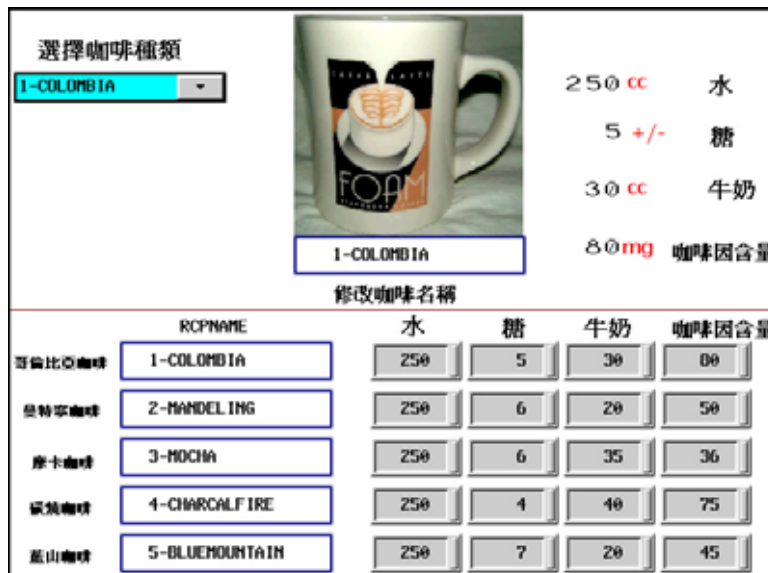 選擇咖啡種類
1-COLOMBIA
CAFFE LATTE
FOAM
250 cc 水
5 +/- 糖
30 cc 牛奶
80mg 咖啡因含量
1-COLOMBIA
修改咖啡名稱
RCPNAME 水 糖 牛奶 咖啡因含量
哥倫比亞咖啡 1-COLOMBIA 250 5 30 80
曼特寧咖啡 2-MANDELING 250 6 20 50
摩卡咖啡 3-MOCHA 250 6 35 36
碳燒咖啡 4-CHARCALFIRE 250 4 40 75
藍山咖啡 5-BLUEMOUNTAIN 250 7 20 45